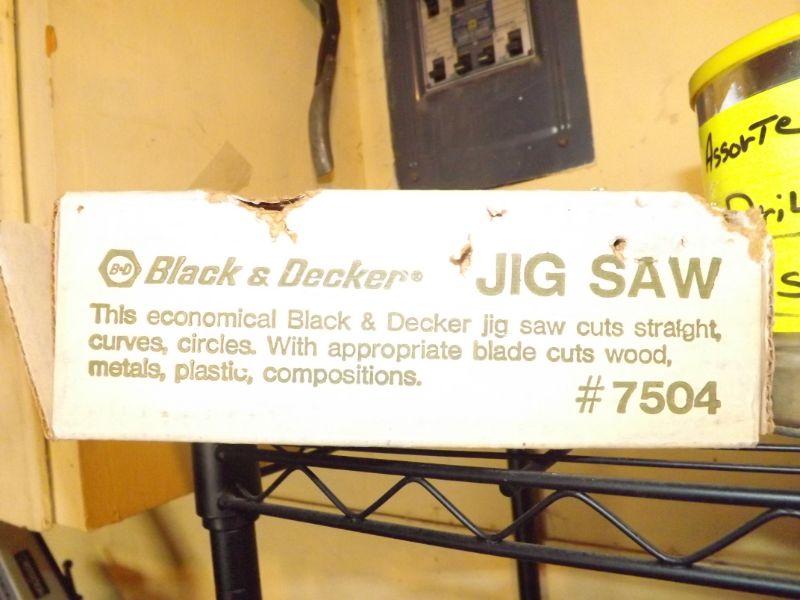 B·D Black & Decker® JIG SAW
This economical Black & Decker jig saw cuts straight,
curves, circles. With appropriate blade cuts wood,
metals, plastic, compositions.
#7504
AssorTe
Dril
S